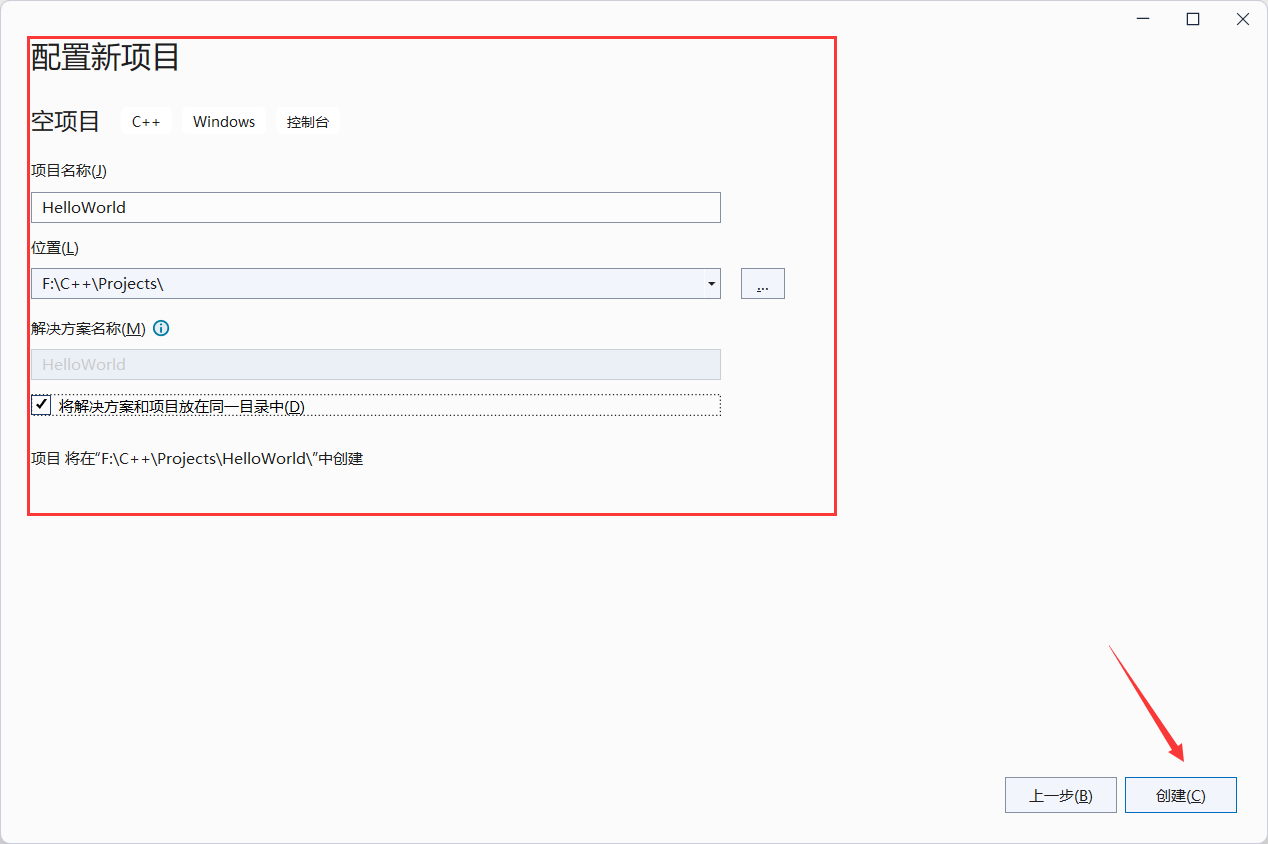 配置新项目
空项目 C++ Windows 控制台
项目名称(J)
HelloWorld
位置(L)
F:\C++\Projects\
...
解决方案名称(M)
HelloWorld
将解决方案和项目放在同一目录中(D)
项目 将在“F:\C++\Projects\HelloWorld\”中创建
上一步(B) 创建(C)